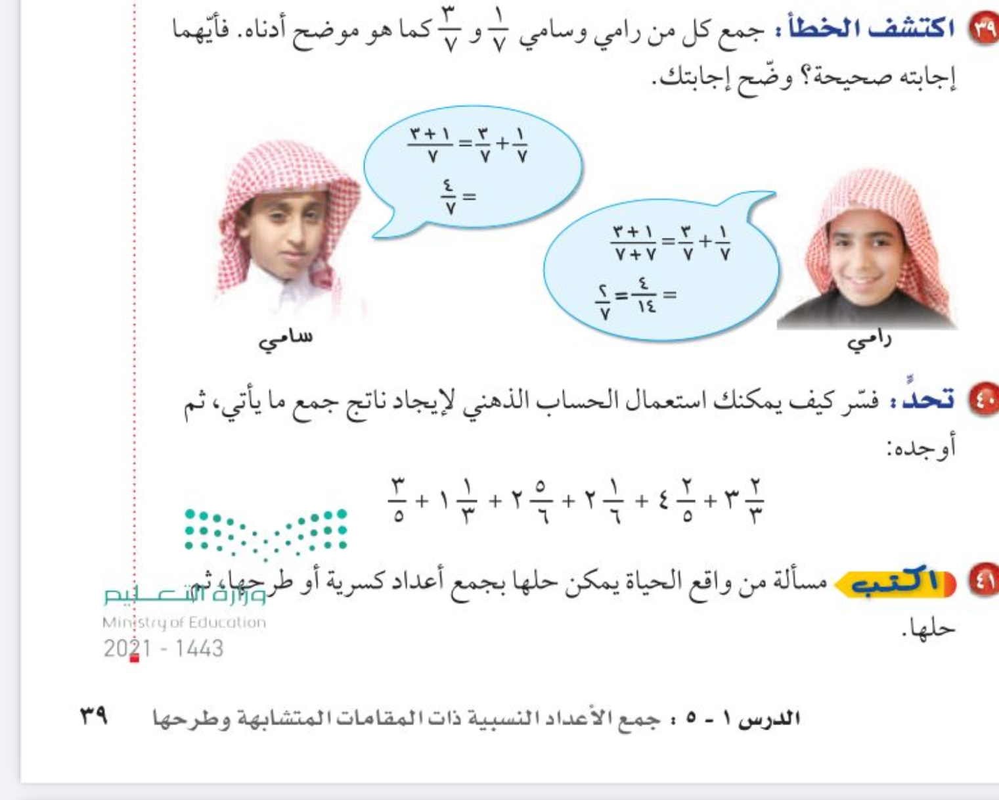 ٣٩ اكتشف الخطأ: جمع كل من رامي وسامي ١/٧ و ٣/٧ كما هو موضح أدناه. فأيّهما
إجابته صحيحة؟ وضّح إجابتك.
١/٧ + ٣/٧ = (١ + ٣)/٧
= ٤/٧
سامي
١/٧ + ٣/٧ = (١ + ٣)/(٧ + ٧)
= ٤/١٤ = ٢/٧
رامي
٤٠ تحدٍّ: فسّر كيف يمكنك استعمال الحساب الذهني لإيجاد ناتج جمع ما يأتي، ثم
أوجده:
٣ ٢/٣ + ٤ ٢/٥ + ٢ ١/٦ + ٢ ٥/٦ + ١ ١/٣ + ٣/٥
٤١ اكتب مسألة من واقع الحياة يمكن حلها بجمع أعداد كسرية أو طرحها، ثم
حلها.
وزارة التعليم
Ministry of Education
2021 - 1443
الدرس ١ - ٥ : جمع الأعداد النسبية ذات المقامات المتشابهة وطرحها ٣٩